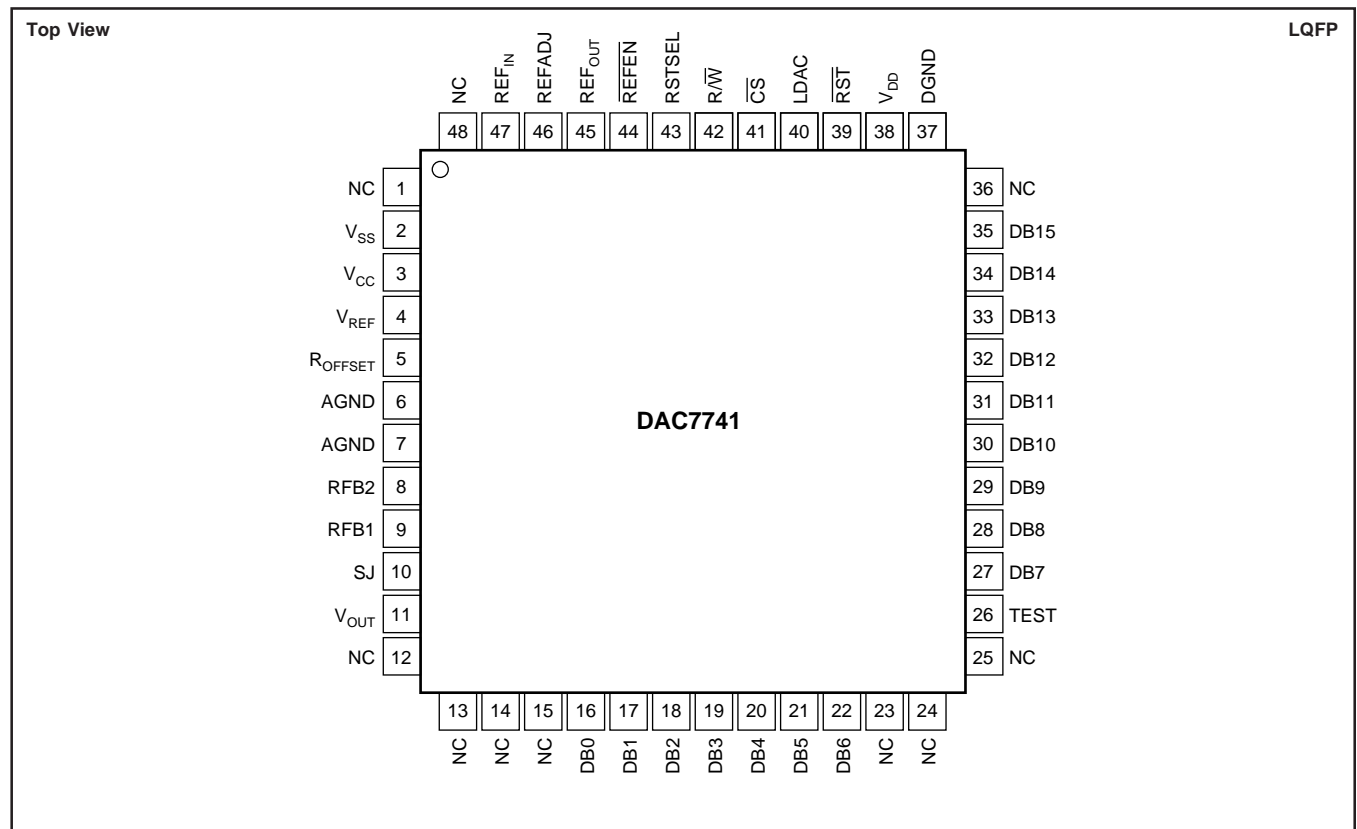 Top View
LQFP
NC
REF_IN
REFADJ
REF_OUT
R̅E̅F̅E̅N̅
RSTSEL
R/W̅
C̅S̅
LDAC
R̅S̅T̅
V_DD
DGND
48 47 46 45 44 43 42 41 40 39 38 37
NC 1
V_SS 2
V_CC 3
V_REF 4
R_OFFSET 5
AGND 6
AGND 7
RFB2 8
RFB1 9
SJ 10
V_OUT 11
NC 12
DAC7741
36 NC
35 DB15
34 DB14
33 DB13
32 DB12
31 DB11
30 DB10
29 DB9
28 DB8
27 DB7
26 TEST
25 NC
13 14 15 16 17 18 19 20 21 22 23 24
NC
NC
NC
DB0
DB1
DB2
DB3
DB4
DB5
DB6
NC
NC